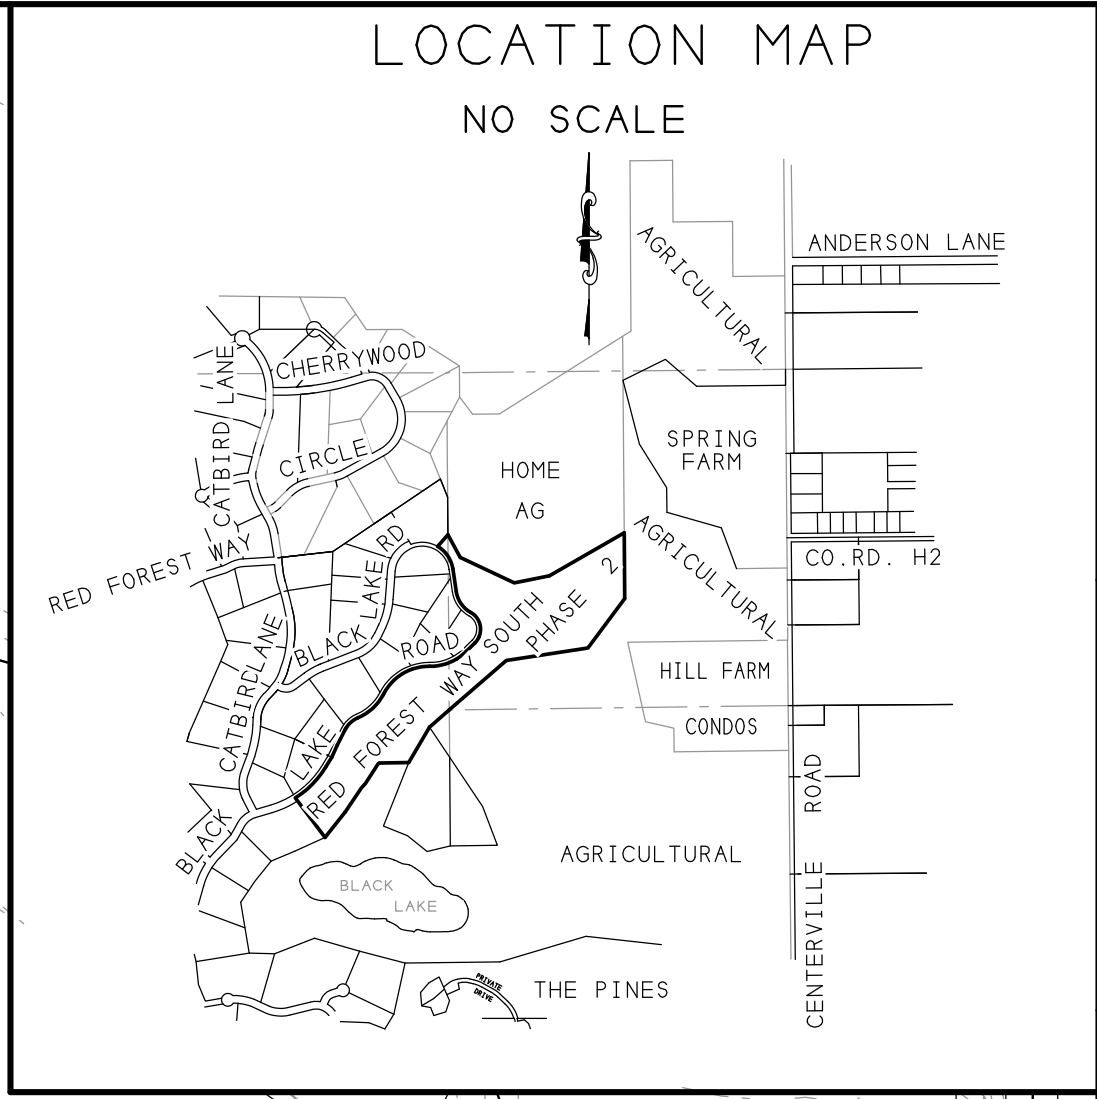 LOCATION MAP
NO SCALE
AGRICULTURAL
ANDERSON LANE
CHERRYWOOD
CIRCLE
CATBIRD LANE
CATBIRD LANE
SPRING
FARM
HOME
AG
RED FOREST WAY
BLACK LAKE RD
AGRICULTURAL
CO.RD. H2
RED FOREST WAY SOUTH
PHASE 2
HILL FARM
CONDOS
CATBIRDLANE
BLACK LAKE ROAD
CENTERVILLE ROAD
AGRICULTURAL
BLACK
LAKE
PRIVATE
DRIVE
THE PINES